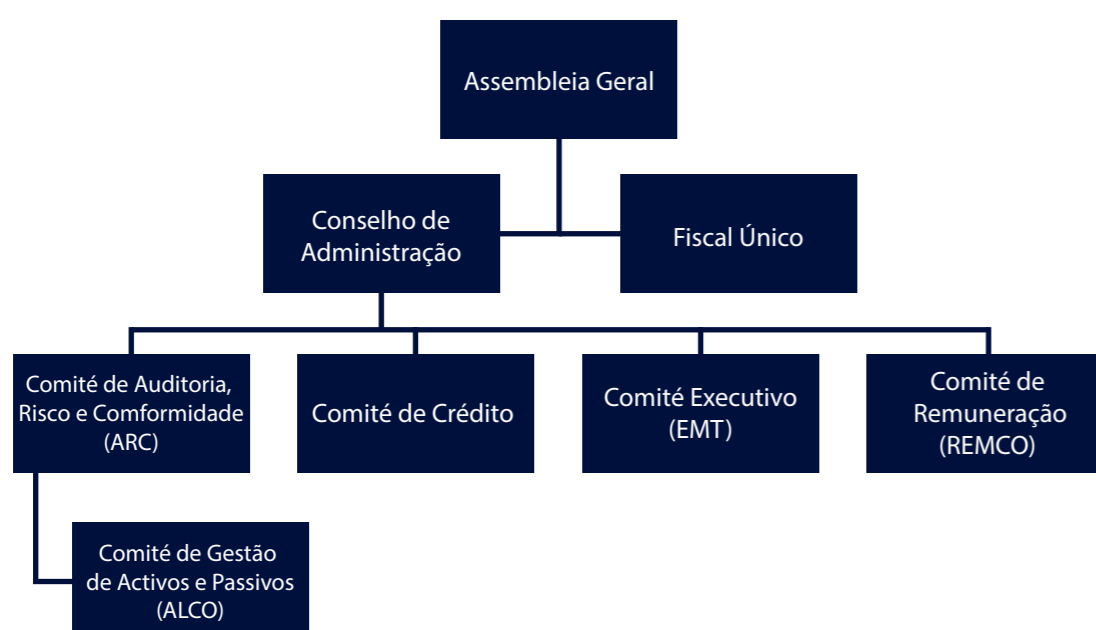 Assembleia Geral
Conselho de
Administração
Fiscal Único
Comité de Auditoria,
Risco e Comformidade
(ARC)
Comité de Crédito
Comité Executivo
(EMT)
Comité de
Remuneração
(REMCO)
Comité de Gestão
de Activos e Passivos
(ALCO)